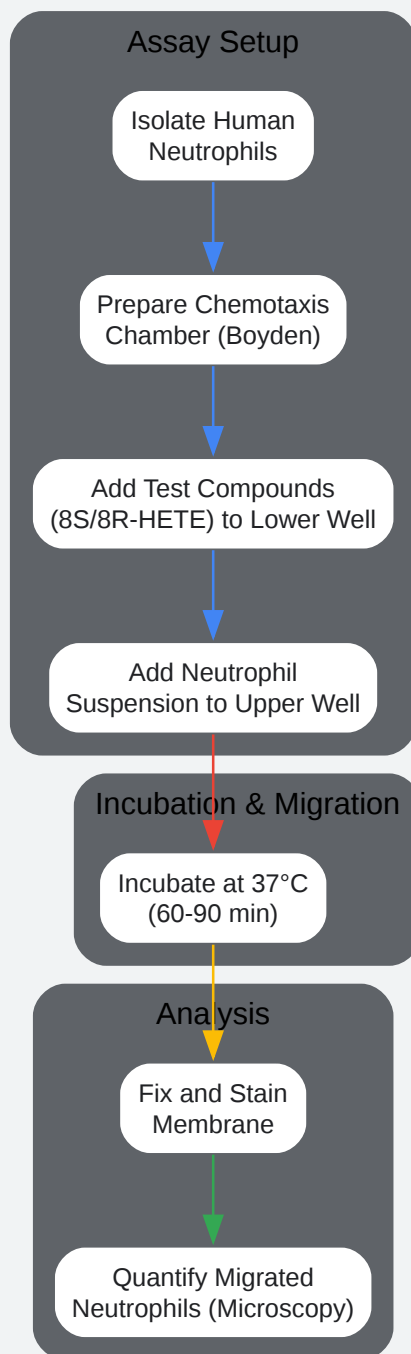 Assay Setup
Isolate Human
Neutrophils
Prepare Chemotaxis
Chamber (Boyden)
Add Test Compounds
(8S/8R-HETE) to Lower Well
Add Neutrophil
Suspension to Upper Well
Incubation & Migration
Incubate at 37°C
(60-90 min)
Analysis
Fix and Stain
Membrane
Quantify Migrated
Neutrophils (Microscopy)